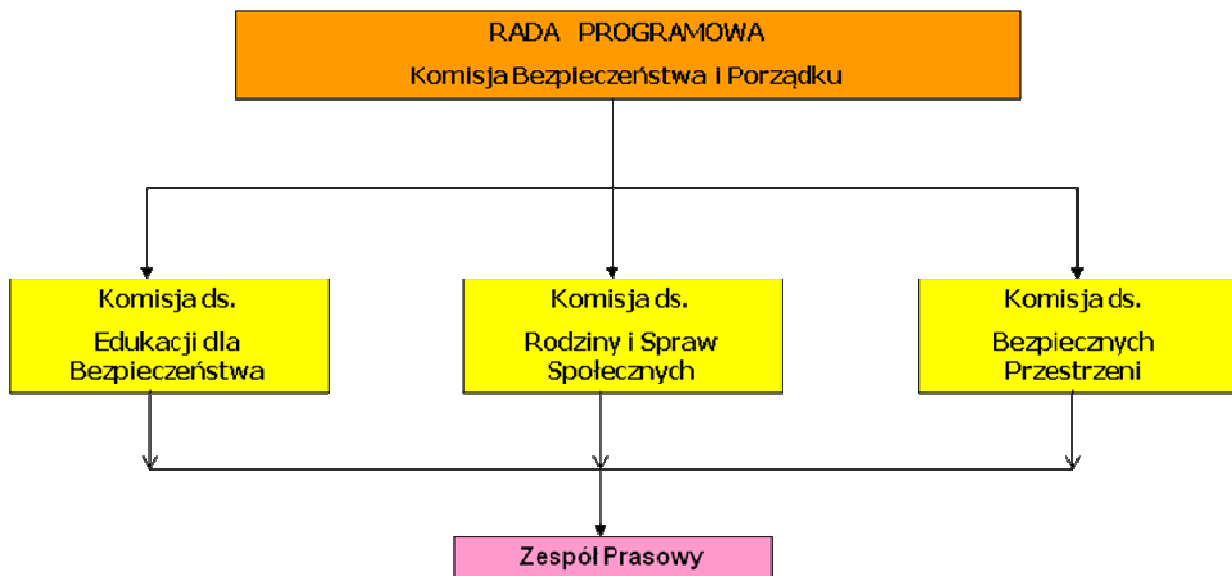 RADA PROGRAMOWA
Komisja Bezpieczeństwa i Porządku
Komisja ds.
Edukacji dla
Bezpieczeństwa
Komisja ds.
Rodziny i Spraw
Społecznych
Komisja ds.
Bezpiecznych
Przestrzeni
Zespół Prasowy